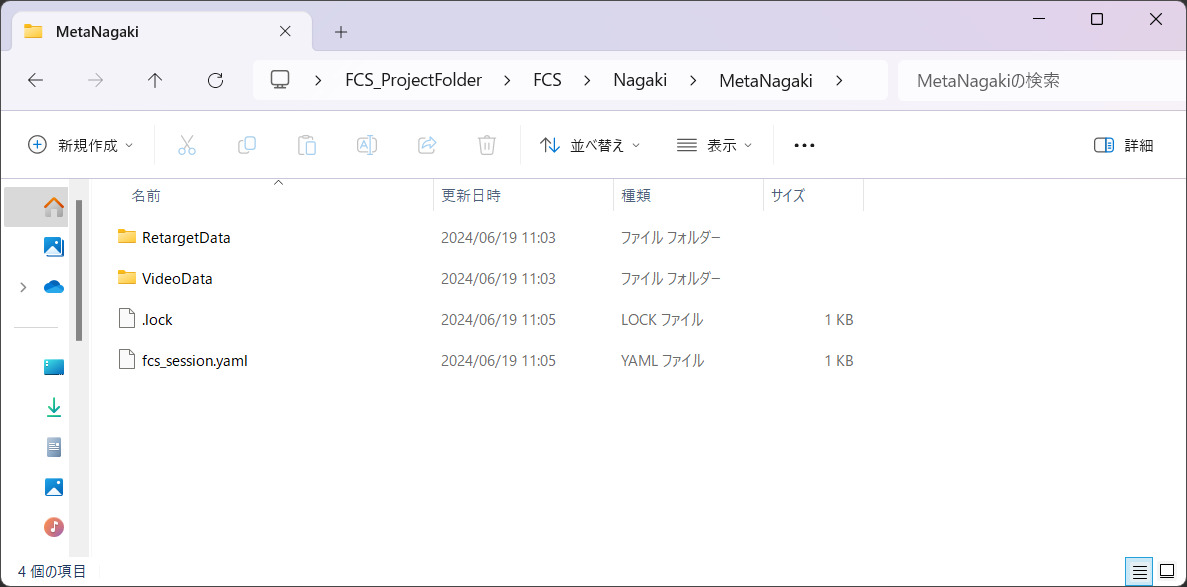 MetaNagaki
FCS_ProjectFolder > FCS > Nagaki > MetaNagaki >
MetaNagakiの検索
新規作成
並べ替え
表示
詳細
名前 更新日時 種類 サイズ
RetargetData 2024/06/19 11:03 ファイル フォルダー
VideoData 2024/06/19 11:03 ファイル フォルダー
.lock 2024/06/19 11:05 LOCK ファイル 1 KB
fcs_session.yaml 2024/06/19 11:05 YAML ファイル 1 KB
4 個の項目